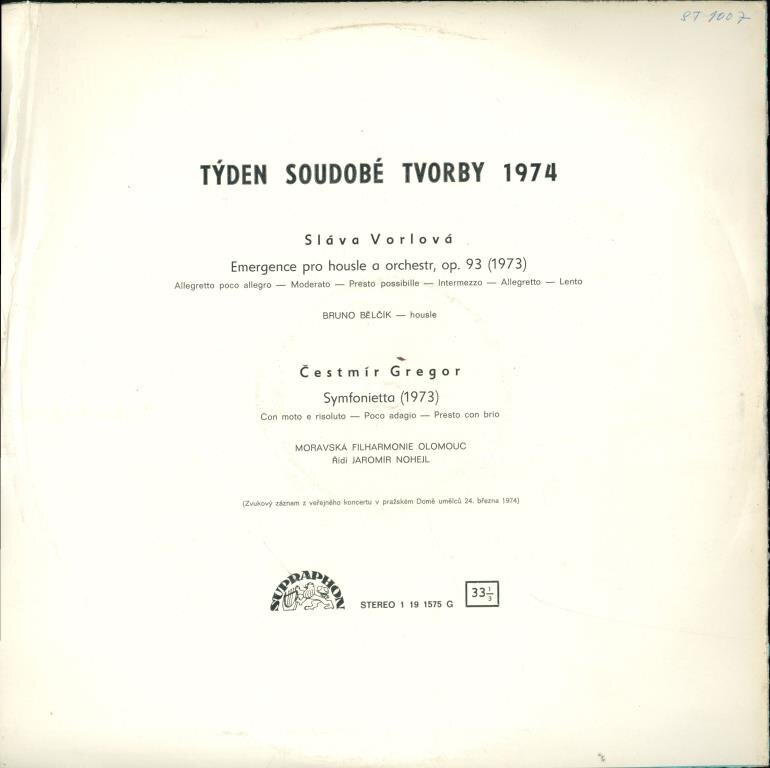 ST 1007
TÝDEN SOUDOBÉ TVORBY 1974
Sláva Vorlová
Emergence pro housle a orchestr, op. 93 (1973)
Allegretto poco allegro — Moderato — Presto possibille — Intermezzo — Allegretto — Lento
BRUNO BĚLČÍK — housle
Čestmír Gregor
Symfonietta (1973)
Con moto e risoluto — Poco adagio — Presto con brio
MORAVSKÁ FILHARMONIE OLOMOUC
Řídí JAROMÍR NOHEJL
(Zvukový záznam z veřejného koncertu v pražském Domě umělců 24. března 1974)
SUPRAPHON
STEREO 1 19 1575 G
33⅓